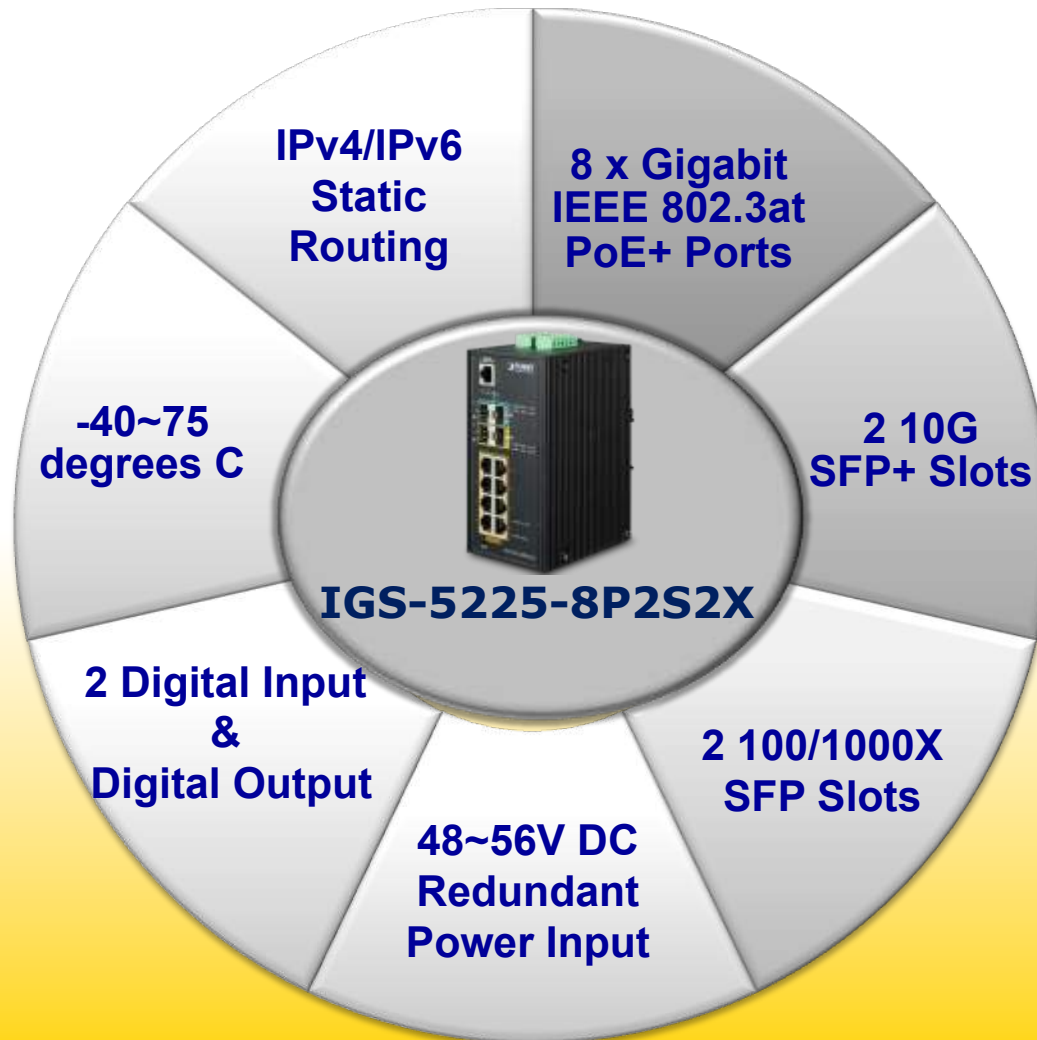 IPv4/IPv6
Static
Routing
8 x Gigabit
IEEE 802.3at
PoE+ Ports
-40~75
degrees C
2 10G
SFP+ Slots
IGS-5225-8P2S2X
2 Digital Input
&
Digital Output
2 100/1000X
SFP Slots
48~56V DC
Redundant
Power Input